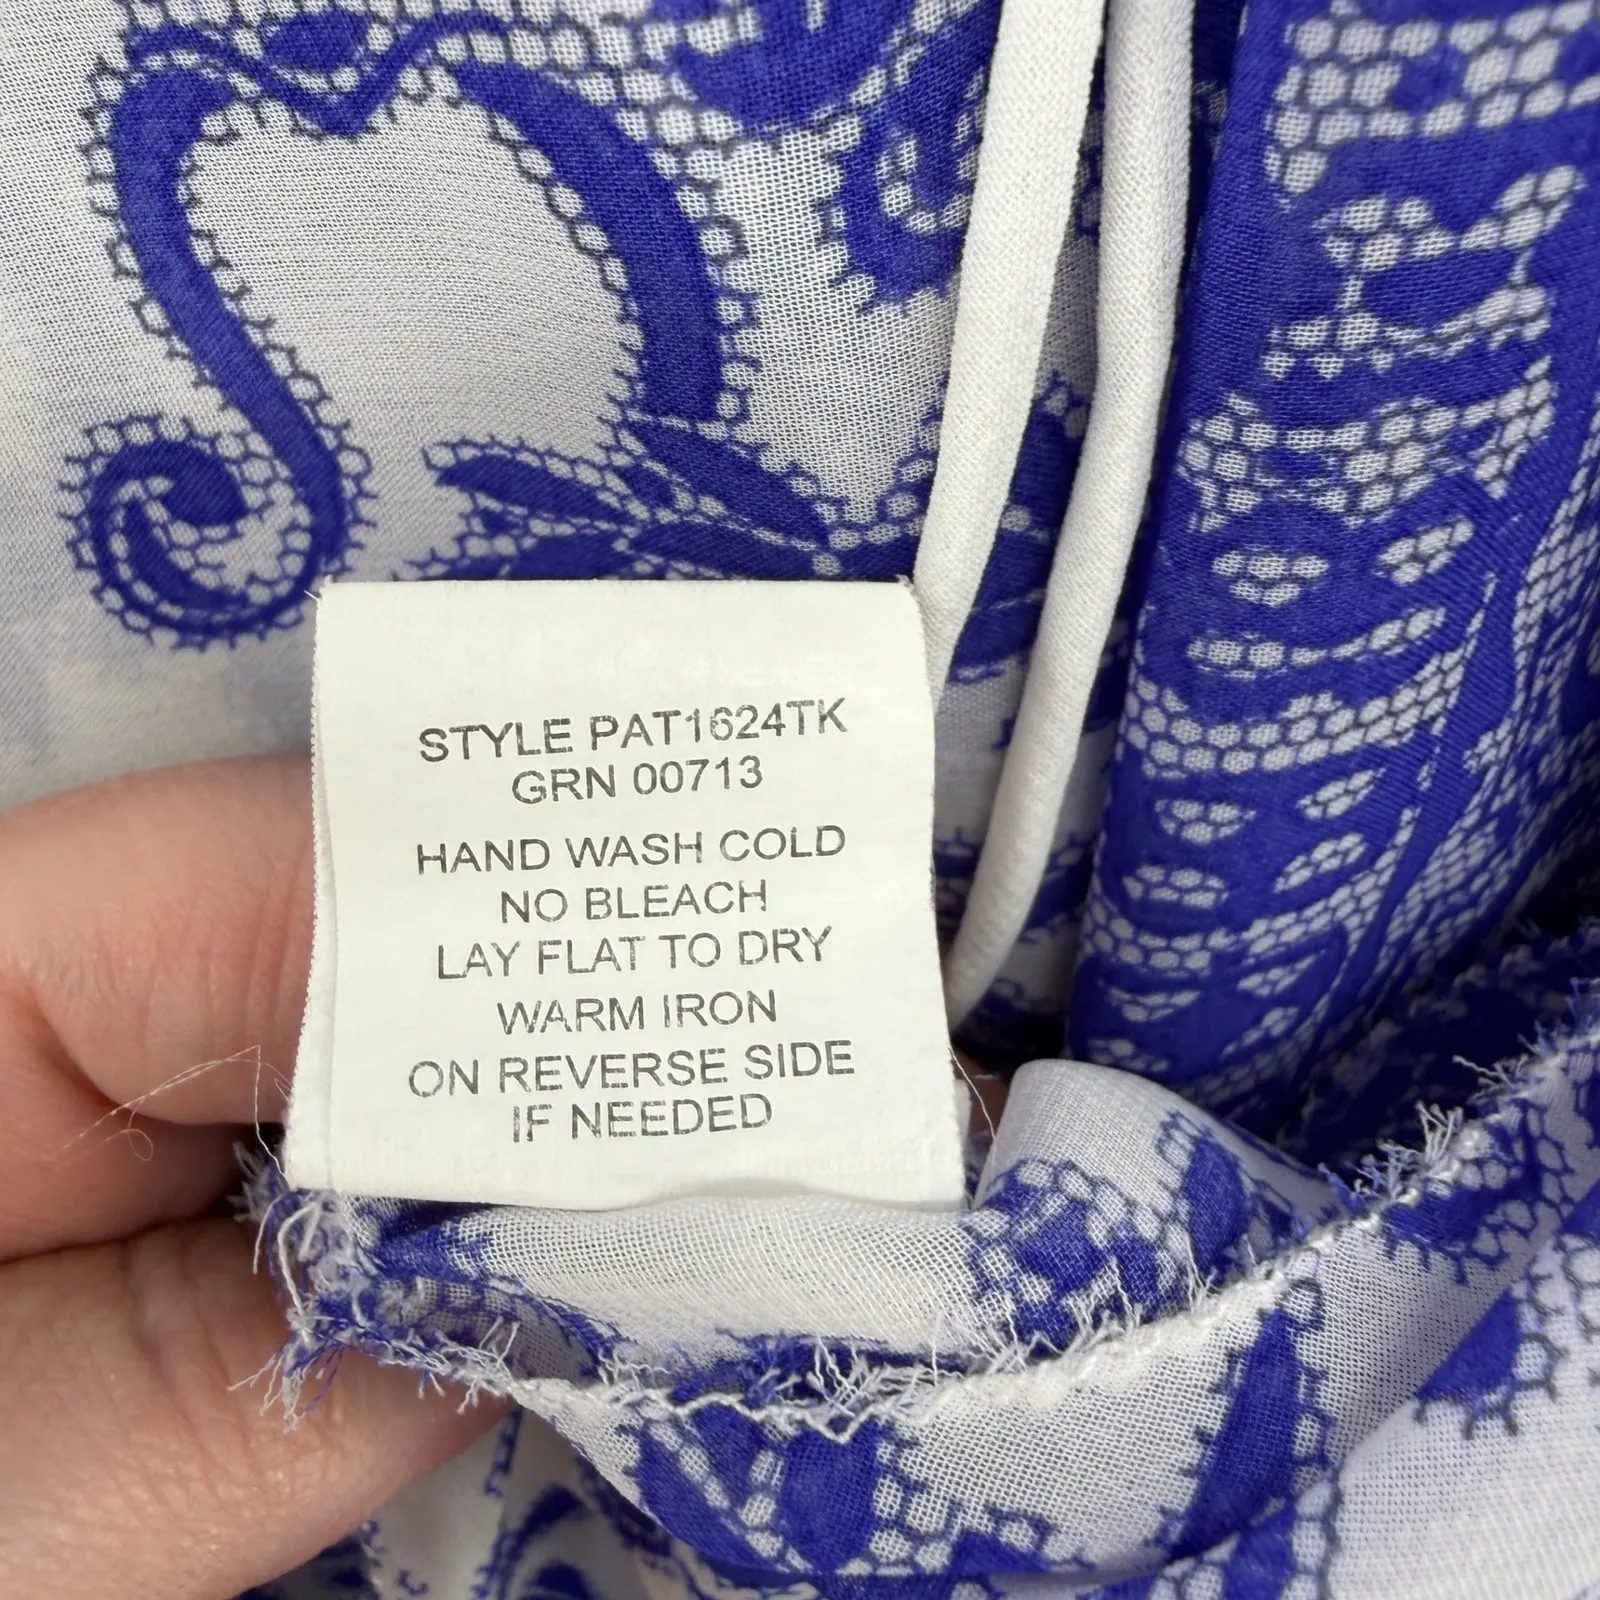 STYLE PAT1624TK
GRN 00713
HAND WASH COLD
NO BLEACH
LAY FLAT TO DRY
WARM IRON
ON REVERSE SIDE
IF NEEDED